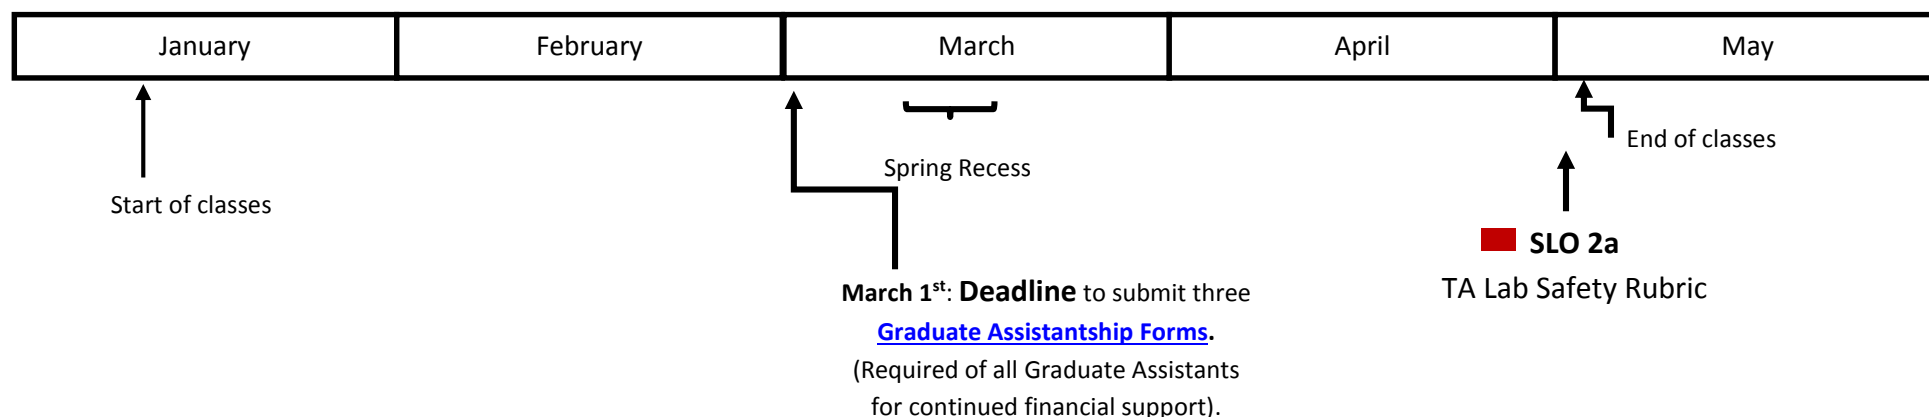 January February March April May
End of classes
Spring Recess
Start of classes
SLO 2a
TA Lab Safety Rubric
March 1st: Deadline to submit three
Graduate Assistantship Forms.
(Required of all Graduate Assistants
for continued financial support).